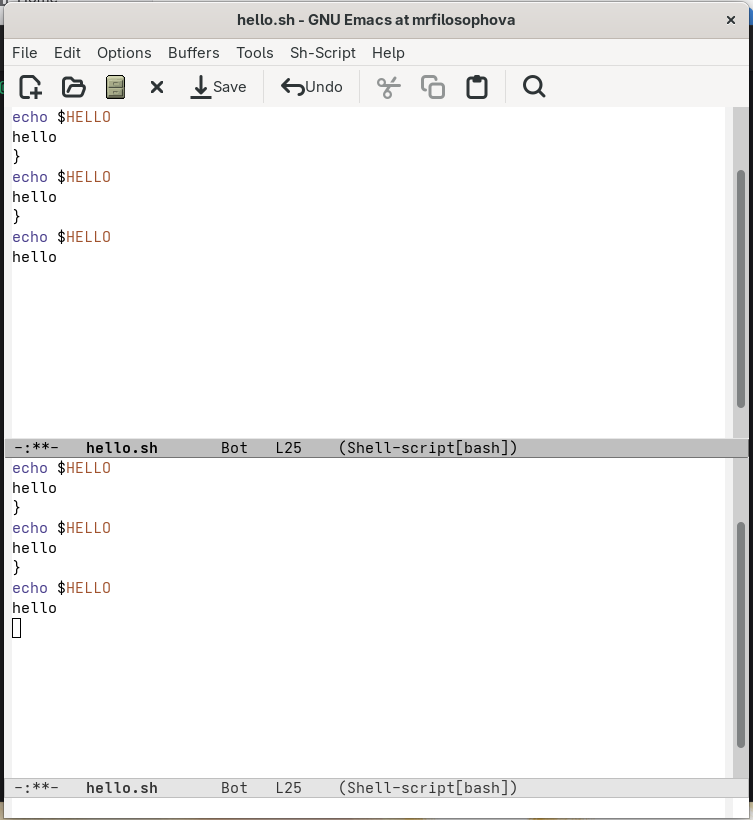 hello.sh - GNU Emacs at mrfilosophova ×
File Edit Options Buffers Tools Sh-Script Help
Save Undo
echo $HELLO
hello
}
echo $HELLO
hello
}
echo $HELLO
hello
-:**- hello.sh Bot L25 (Shell-script[bash])
echo $HELLO
hello
}
echo $HELLO
hello
}
echo $HELLO
hello
-:**- hello.sh Bot L25 (Shell-script[bash])